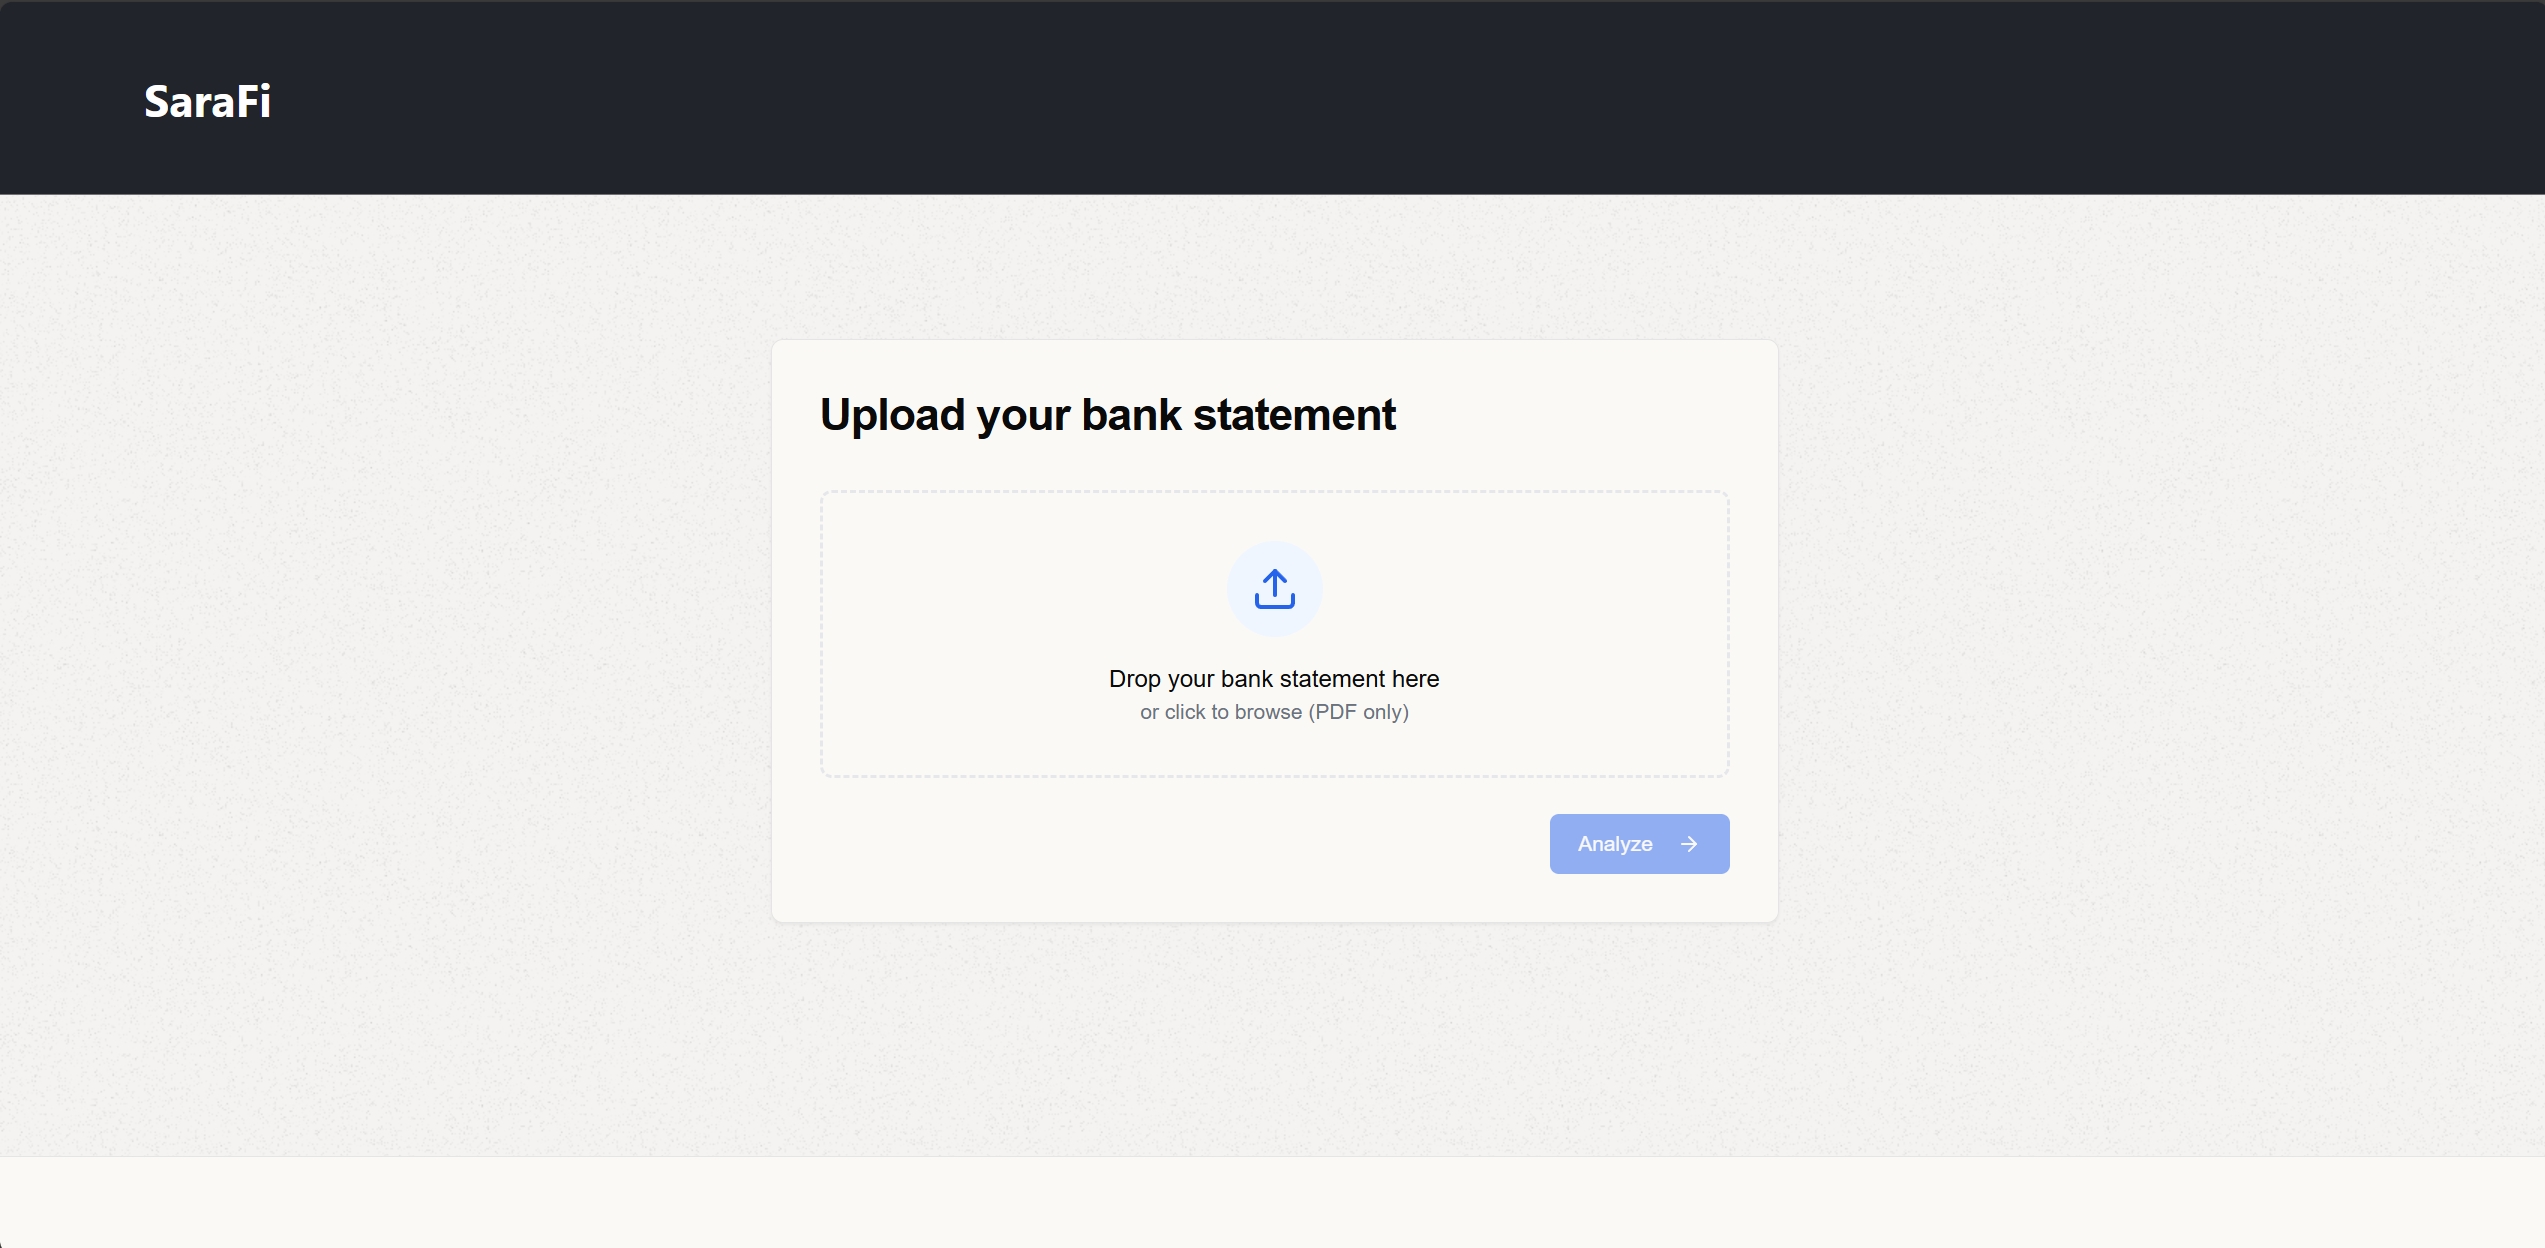 SaraFi
Upload your bank statement
Drop your bank statement here
or click to browse (PDF only)
Analyze